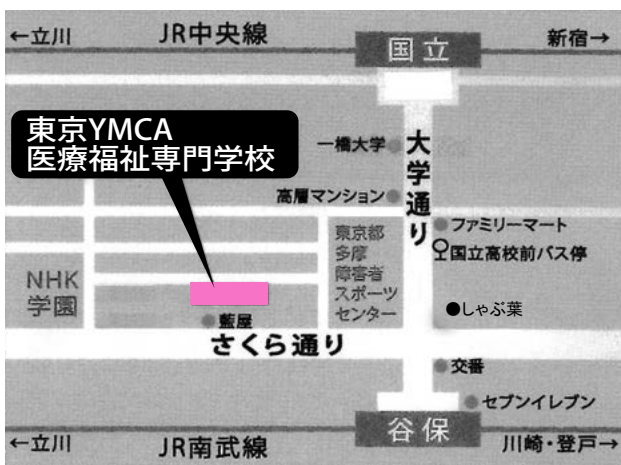 ←立川
JR中央線
国立
新宿→
東京YMCA
医療福祉専門学校
一橋大学
大学通り
高層マンション
ファミリーマート
国立高校前バス停
東京都
多摩
障害者
スポーツ
センター
NHK
学園
しゃぶ葉
藍屋
さくら通り
交番
セブンイレブン
谷保
←立川
JR南武線
川崎・登戸→